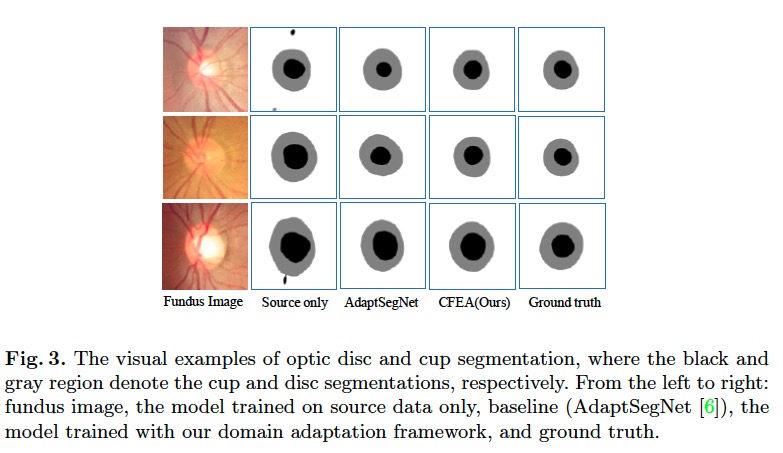 Fundus Image Source only AdaptSegNet CFEA(Ours) Ground truth
Fig. 3. The visual examples of optic disc and cup segmentation, where the black and
gray region denote the cup and disc segmentations, respectively. From the left to right:
fundus image, the model trained on source data only, baseline (AdaptSegNet [6]), the
model trained with our domain adaptation framework, and ground truth.